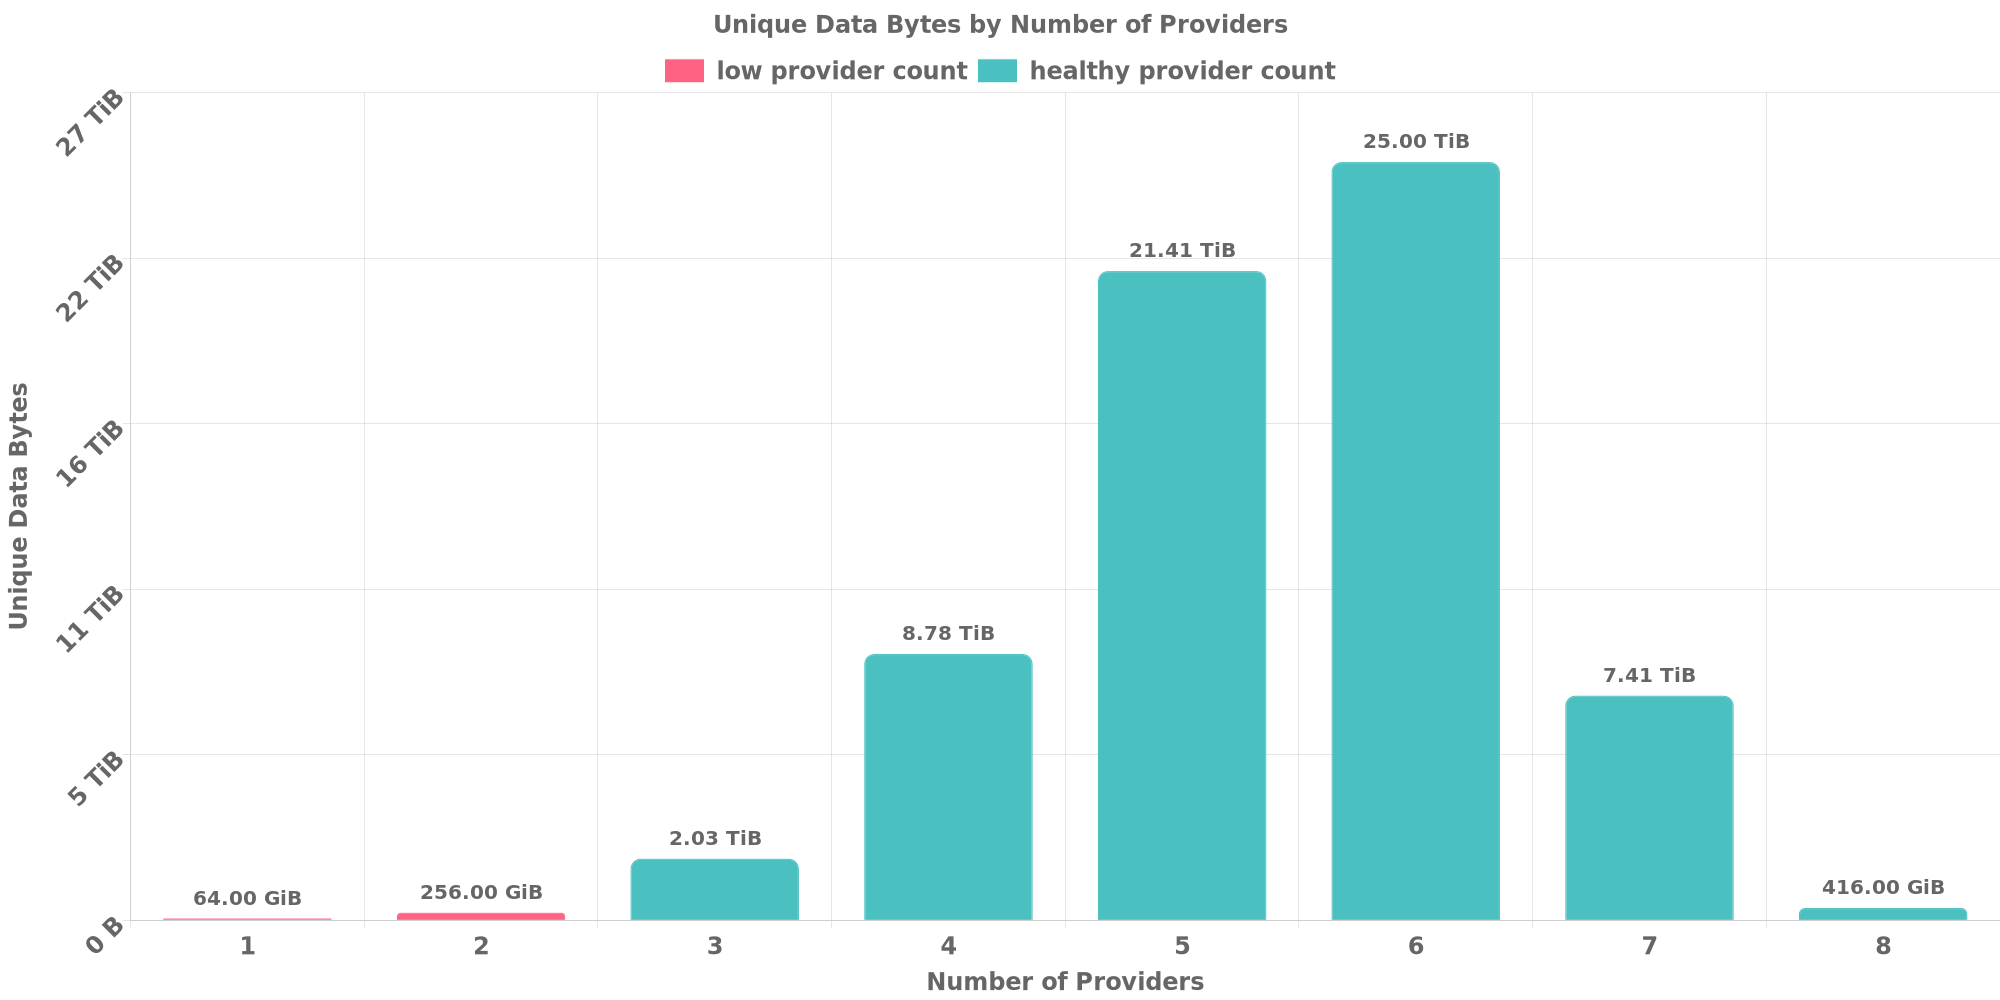 Unique Data Bytes by Number of Providers
low provider count healthy provider count
27 TiB
22 TiB
16 TiB
11 TiB
5 TiB
0 B
Unique Data Bytes
64.00 GiB
256.00 GiB
2.03 TiB
8.78 TiB
21.41 TiB
25.00 TiB
7.41 TiB
416.00 GiB
1 2 3 4 5 6 7 8
Number of Providers